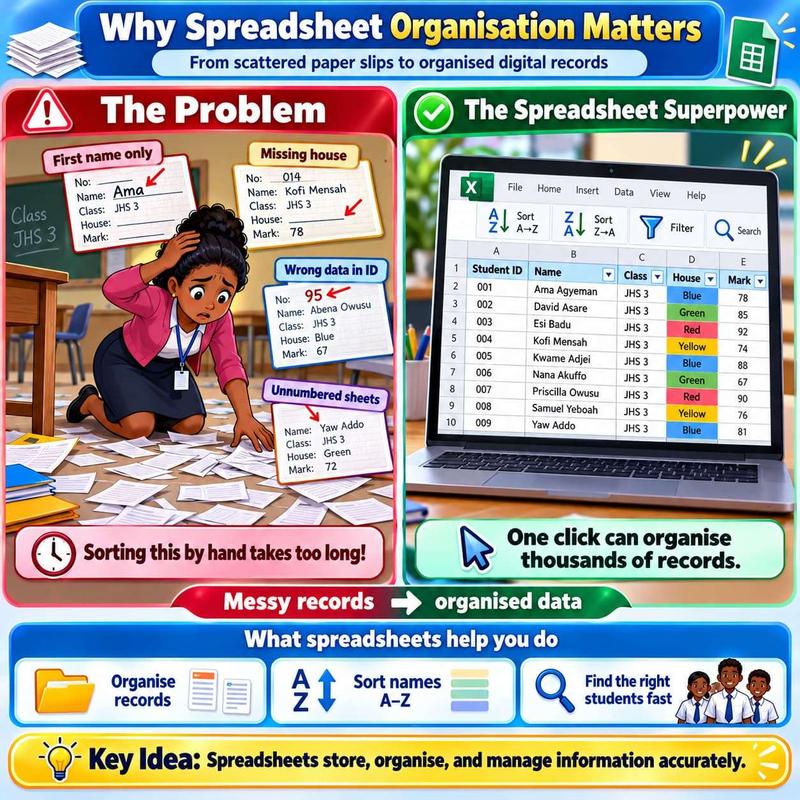 Why Spreadsheet Organisation Matters
From scattered paper slips to organised digital records
The Problem
First name only
No:
Name: Ama
Class: JHS 3
House:
Mark:
Missing house
No: 014
Name: Kofi Mensah
Class: JHS 3
House:
Mark: 78
Class
JHS 3
Wrong data in ID
No: 95
Name: Abena Owusu
Class: JHS 3
House: Blue
Mark: 67
Unnumbered sheets
Name: Yaw Addo
Class: JHS 3
House: Green
Mark: 72
Sorting this by hand takes too long!
The Spreadsheet Superpower
X File Home Insert Data View Help
A Z Sort A→Z Z A Sort Z→A Filter Search
A B C D E
1 Student ID Name Class House Mark
2 001 Ama Agyeman JHS 3 Blue 78
3 002 David Asare JHS 3 Green 85
4 003 Esi Badu JHS 3 Red 92
5 004 Kofi Mensah JHS 3 Yellow 74
6 005 Kwame Adjei JHS 3 Blue 88
7 006 Nana Akuffo JHS 3 Green 67
8 007 Priscilla Owusu JHS 3 Red 90
9 008 Samuel Yeboah JHS 3 Yellow 76
10 009 Yaw Addo JHS 3 Blue 81
One click can organise
thousands of records.
Messy records → organised data
What spreadsheets help you do
Organise
records
A
Z
Sort names
A–Z
Find the right
students fast
Key Idea: Spreadsheets store, organise, and manage information accurately.